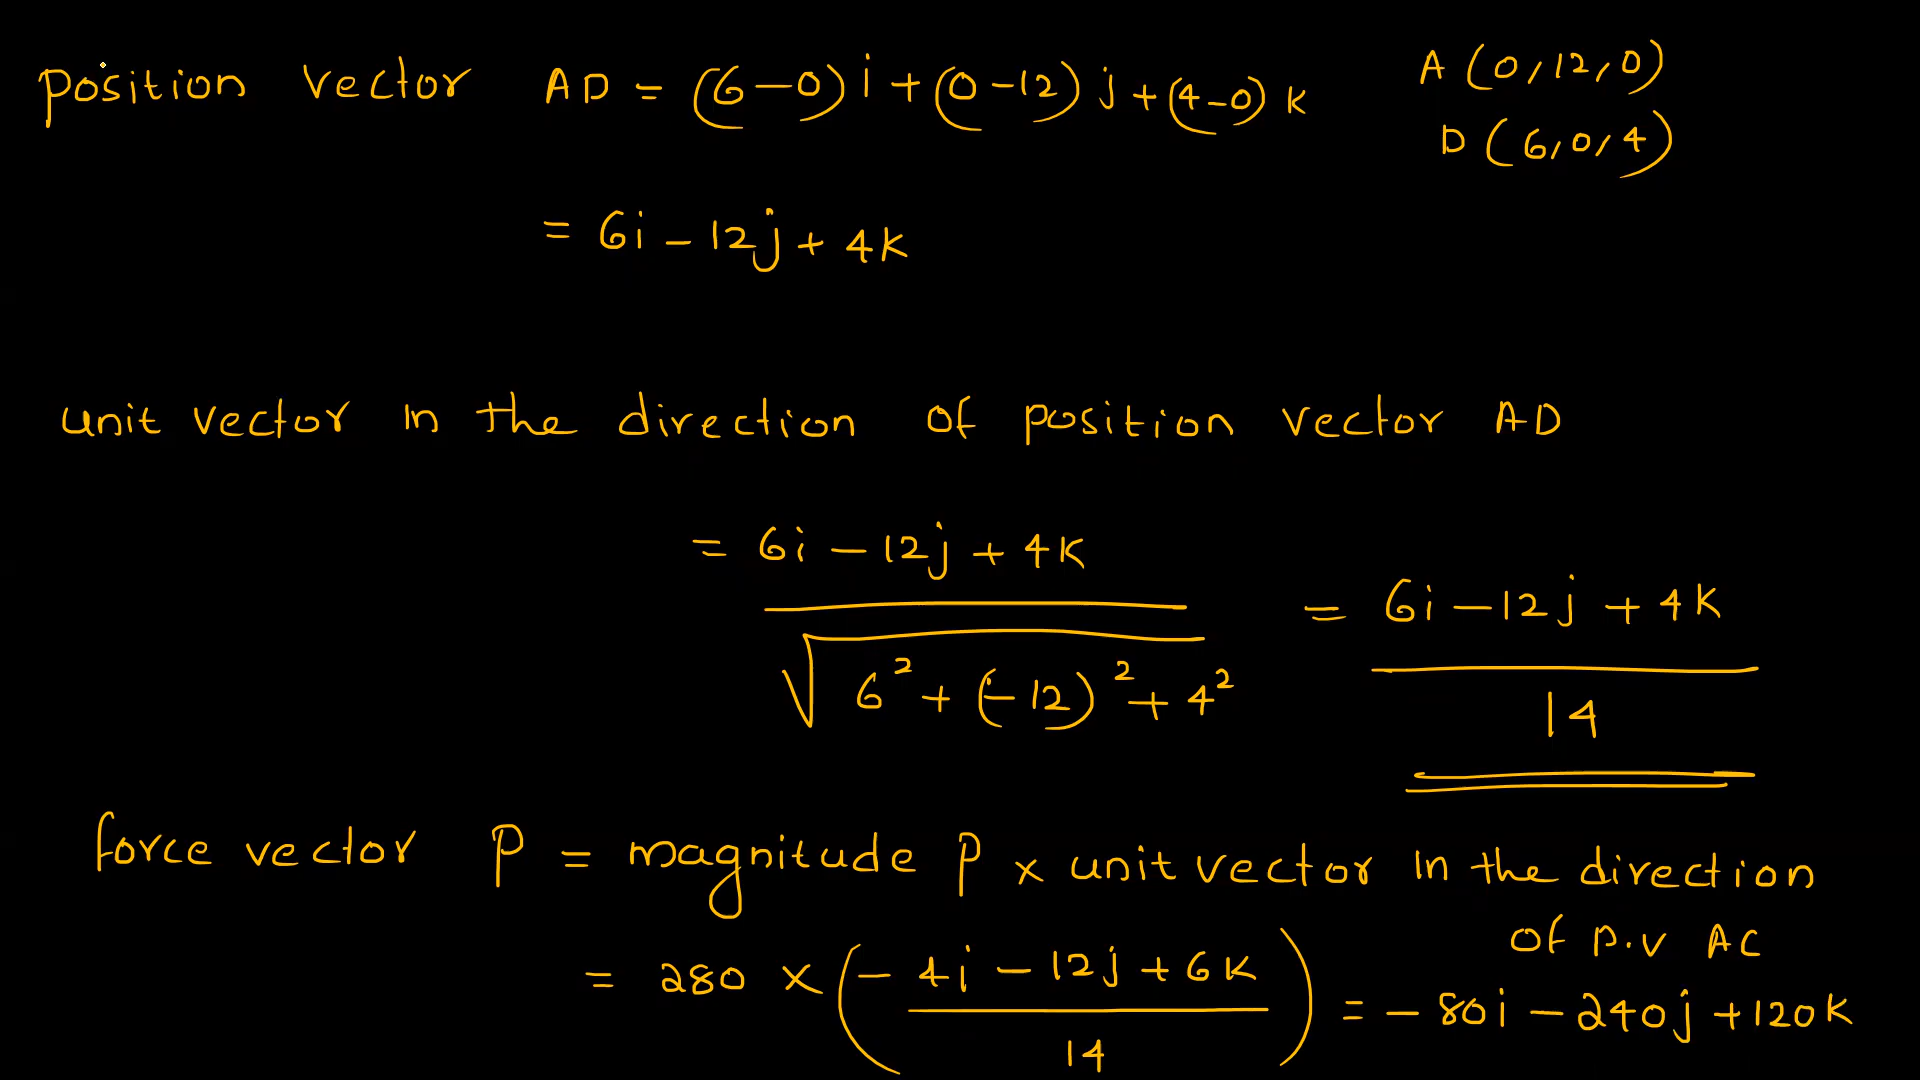 position vector AD = (6-0)i + (0-12)j + (4-0)k
A (0,12,0)
D (6,0,4)
= 6i - 12j + 4k
unit vector in the direction of position vector AD
= 6i - 12j + 4k / √6² + (-12)² + 4² = 6i - 12j + 4k / 14
force vector P = magnitude P x unit vector in the direction
of p.v AC
= 280 x (-4i - 12j + 6k / 14) = -80i - 240j + 120k